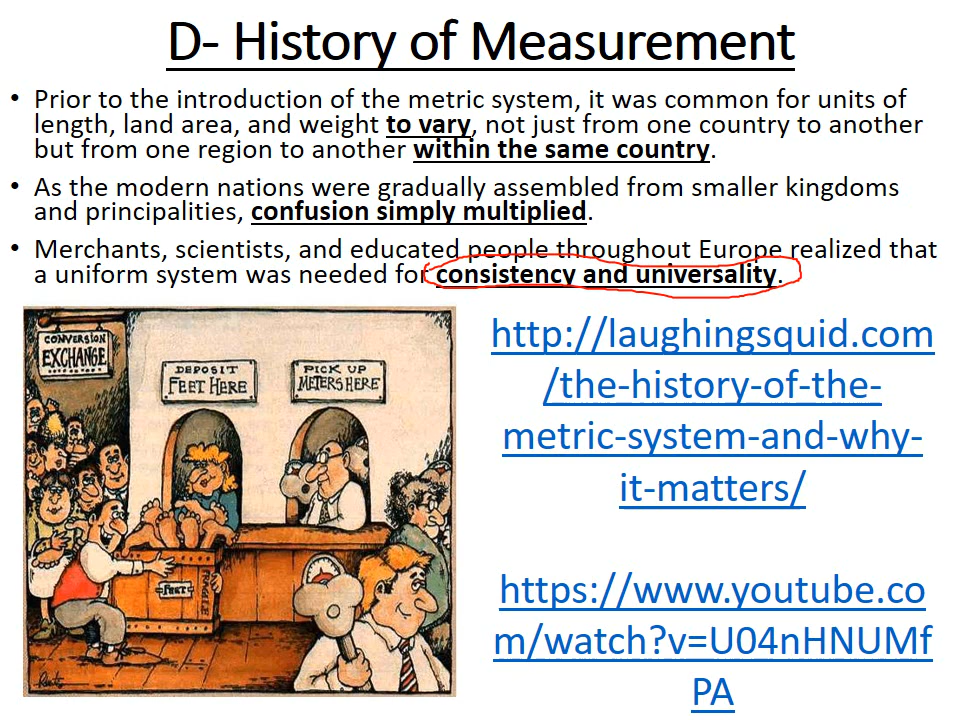 D- History of Measurement
• Prior to the introduction of the metric system, it was common for units of
length, land area, and weight to vary, not just from one country to another
but from one region to another within the same country.
• As the modern nations were gradually assembled from smaller kingdoms
and principalities, confusion simply multiplied.
• Merchants, scientists, and educated people throughout Europe realized that
a uniform system was needed for consistency and universality.
CONVERSION
EXCHANGE
DEPOSIT
FEET HERE
PICK UP
METERS HERE
FEET
FRAGILE
http://laughingsquid.com
/the-history-of-the-
metric-system-and-why-
it-matters/
https://www.youtube.co
m/watch?v=U04nHNUMf
PA